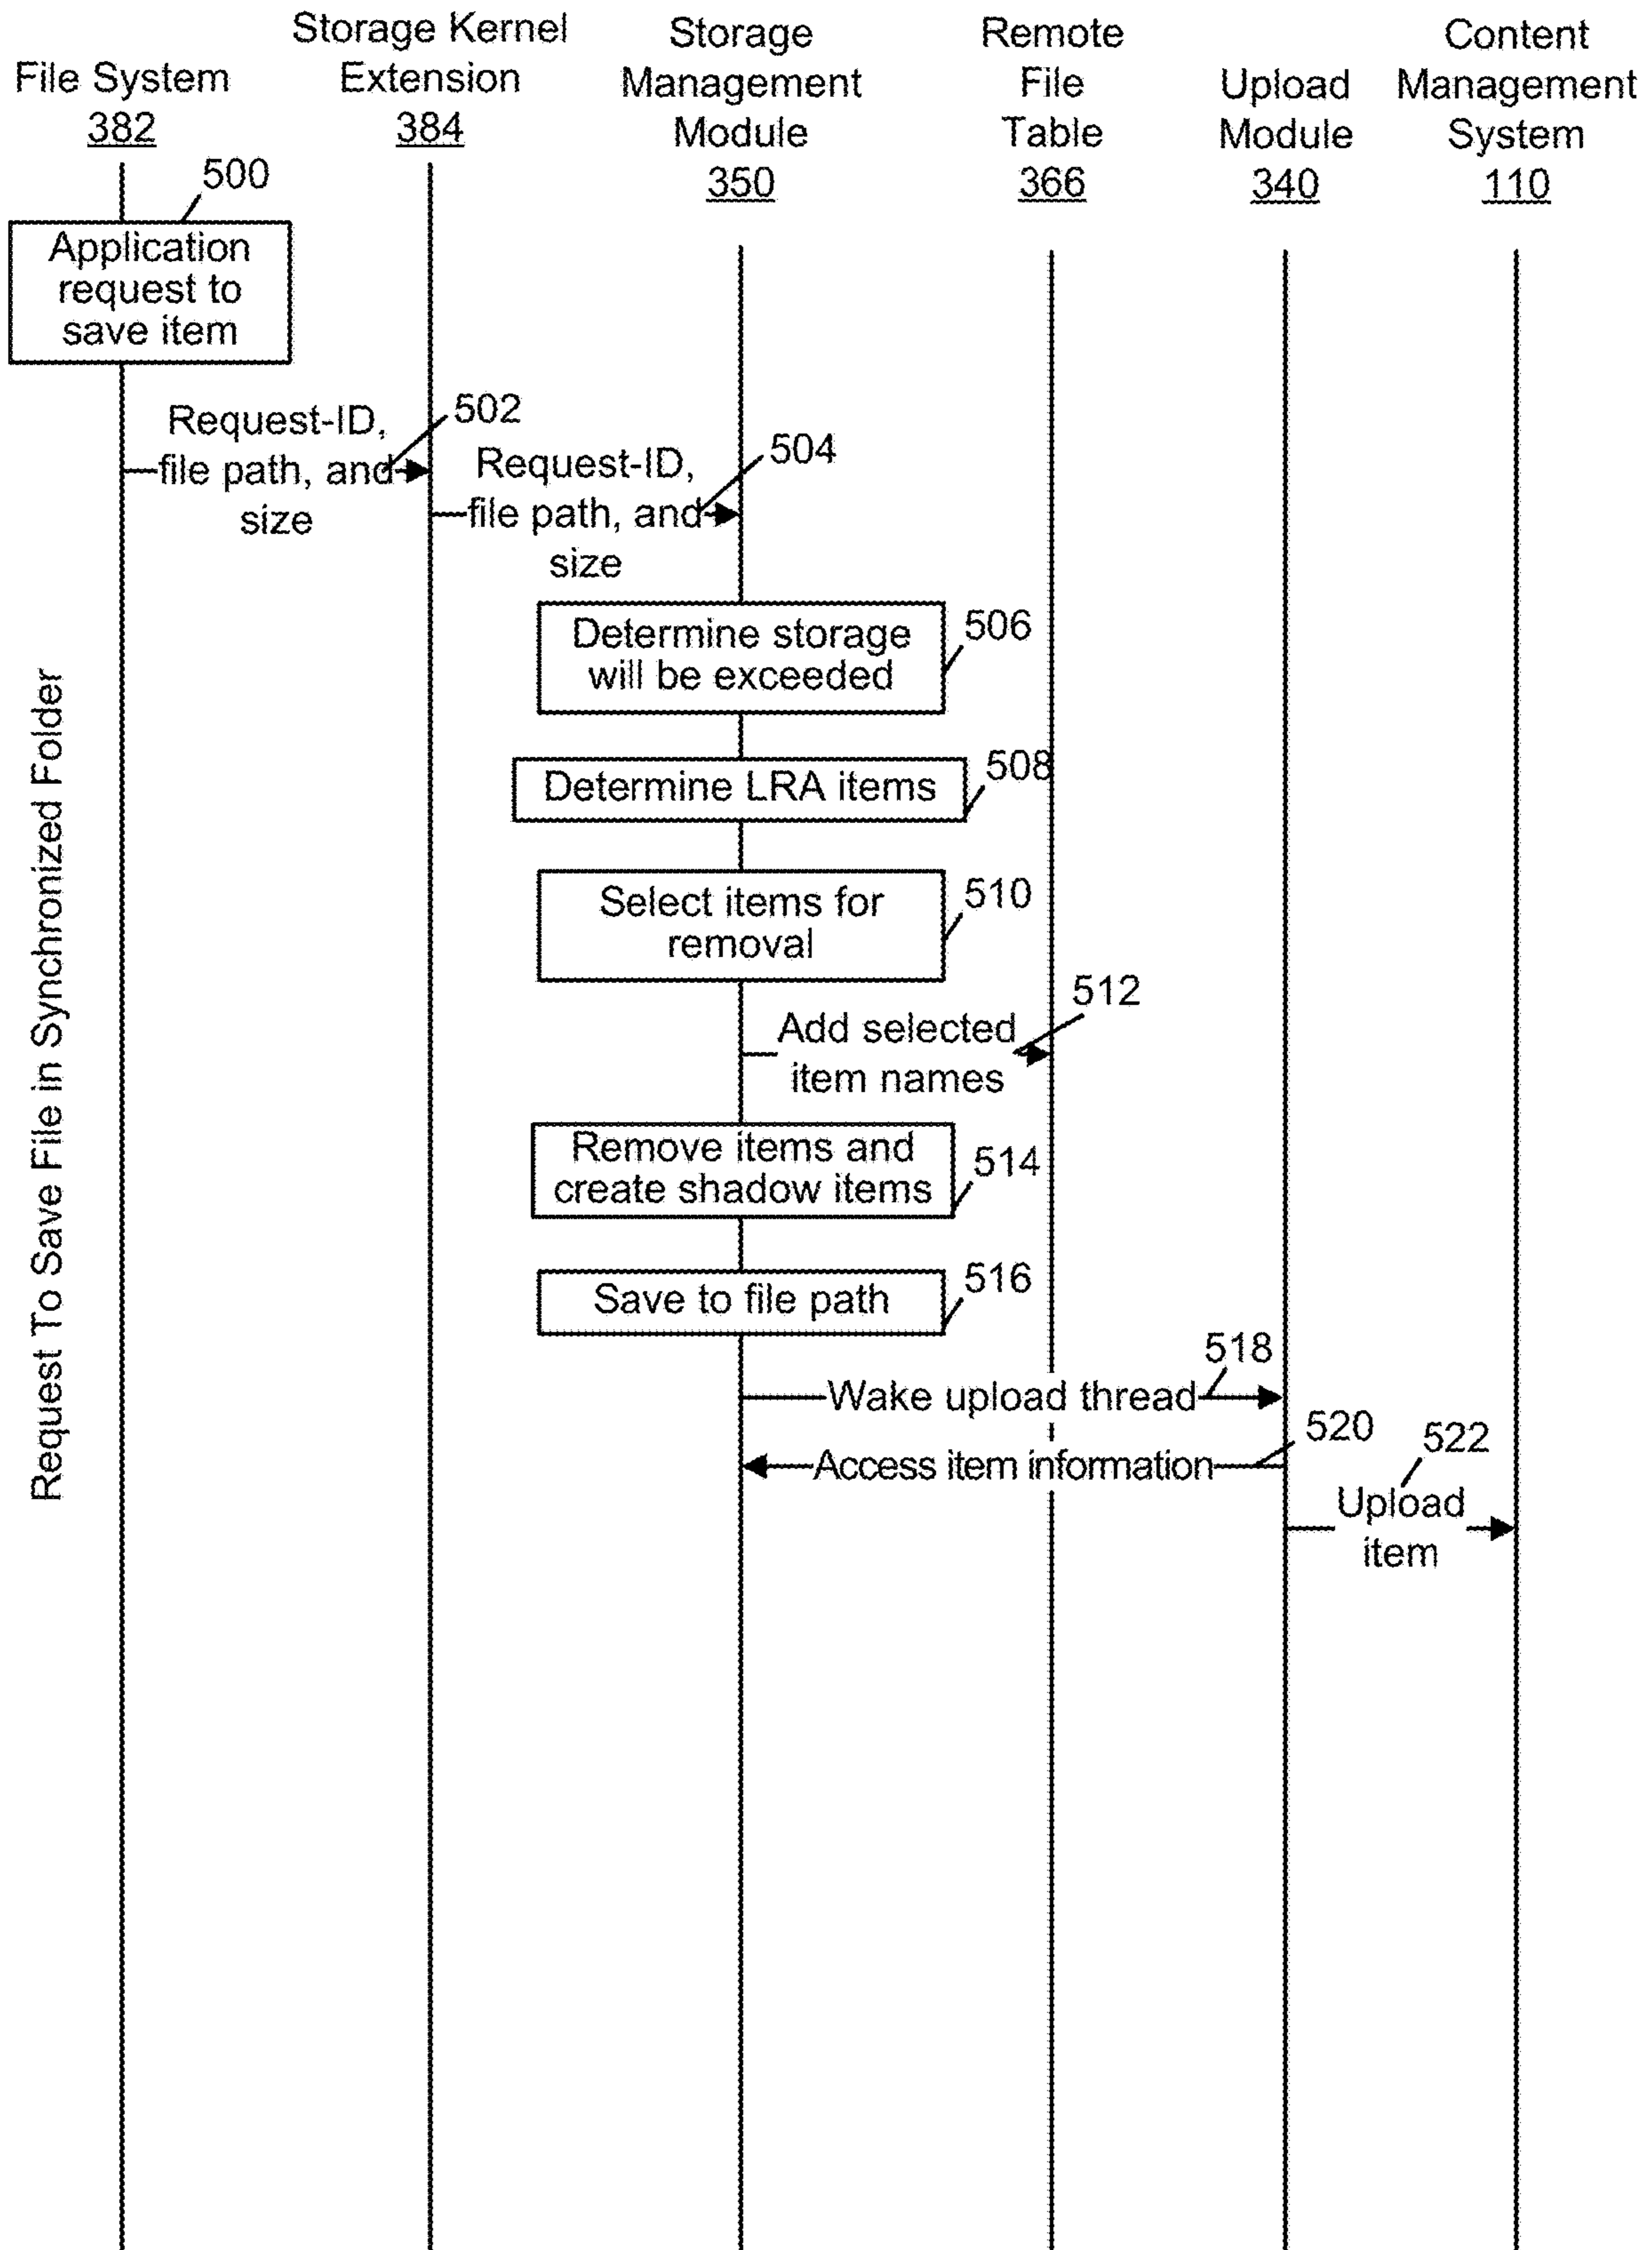 File System
382
Storage Kernel
Extension
384
Storage
Management
Module
350
Remote
File
Table
366
Upload
Module
340
Content
Management
System
110
500
Application
request to
save item
Request-ID,
file path, and
size
502
Request-ID,
file path, and
size
504
Determine storage
will be exceeded
506
Determine LRA items
508
Select items for
removal
510
Add selected
item names
512
Remove items and
create shadow items
514
Save to file path
516
Wake upload thread
518
Access item information
520
Upload
item
522
Request To Save File in Synchronized Folder